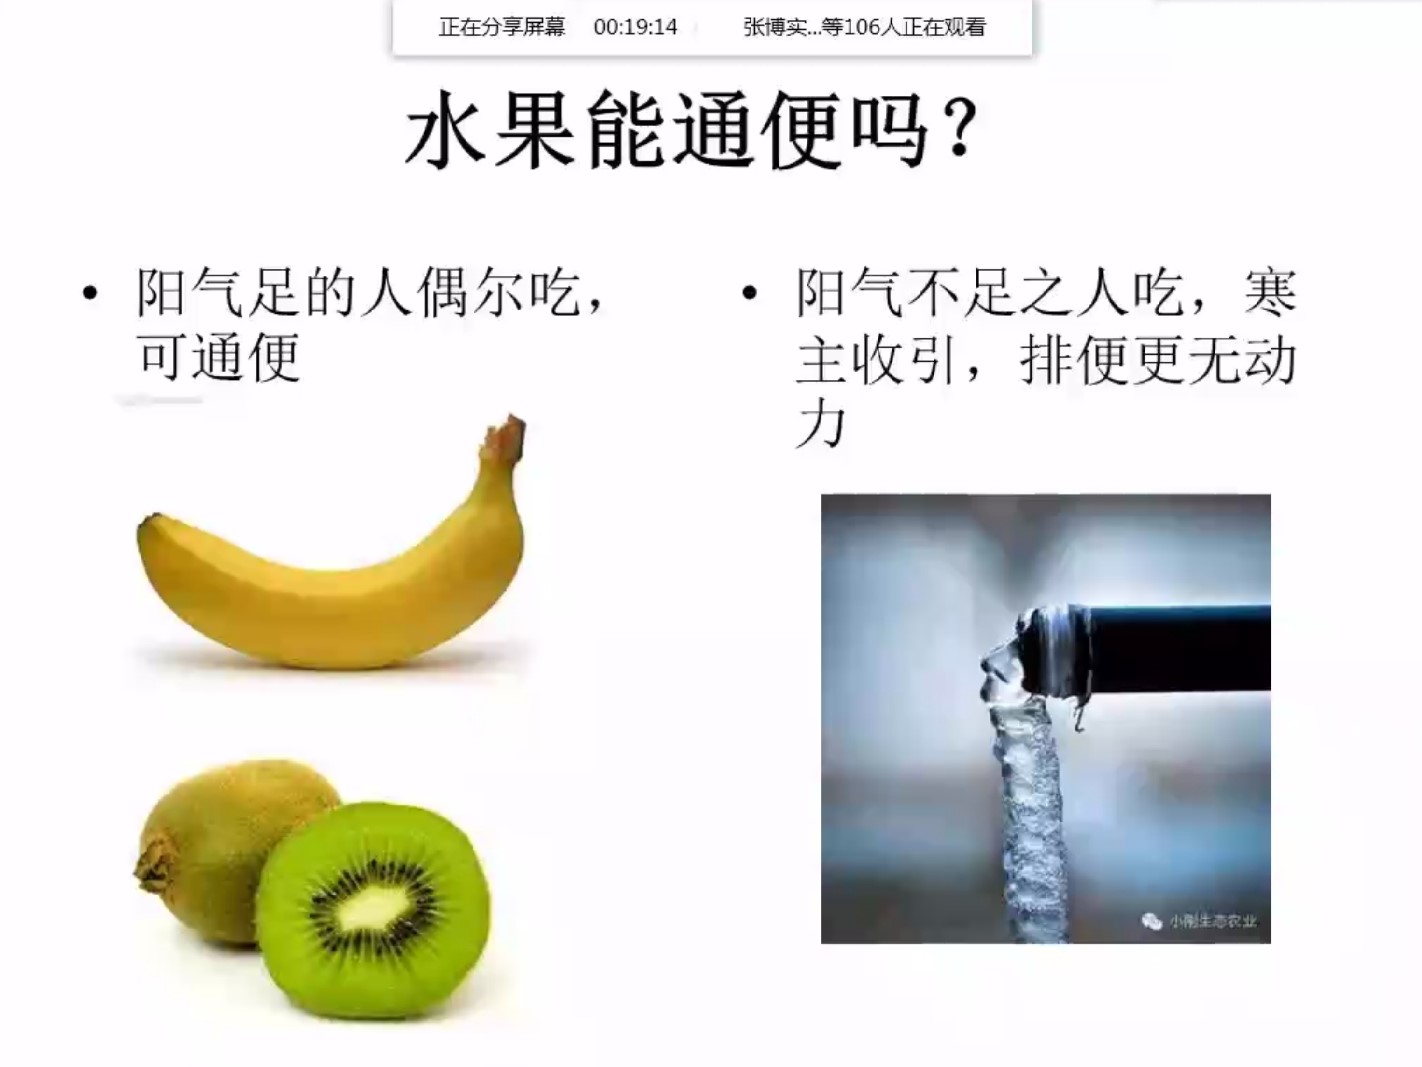 正在分享屏幕 00:19:14 张博实...等106人正在观看
水果能通便吗？
• 阳气足的人偶尔吃，
可通便
• 阳气不足之人吃，寒
主收引，排便更无动
力
小刚生态农业